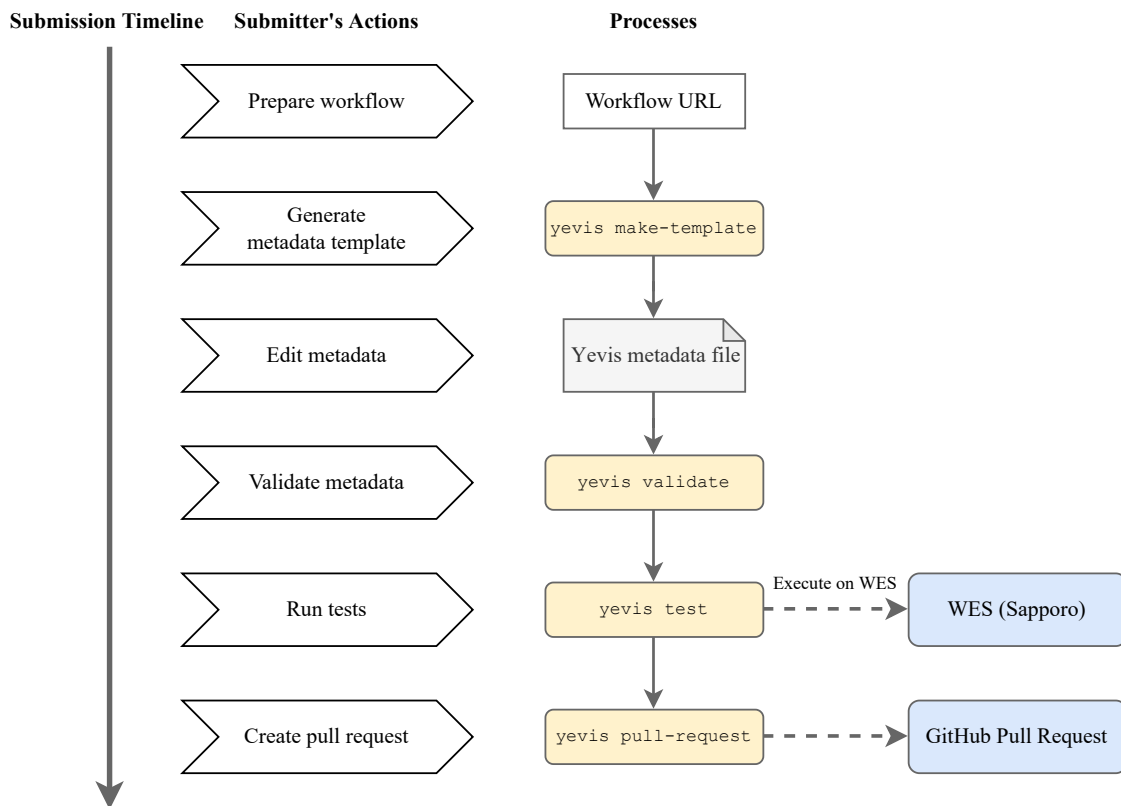 Submission Timeline
Submitter's Actions
Processes
Prepare workflow
Workflow URL
Generate
metadata template
yevis make-template
Edit metadata
Yevis metadata file
Validate metadata
yevis validate
Run tests
yevis test
Execute on WES
WES (Sapporo)
Create pull request
yevis pull-request
GitHub Pull Request